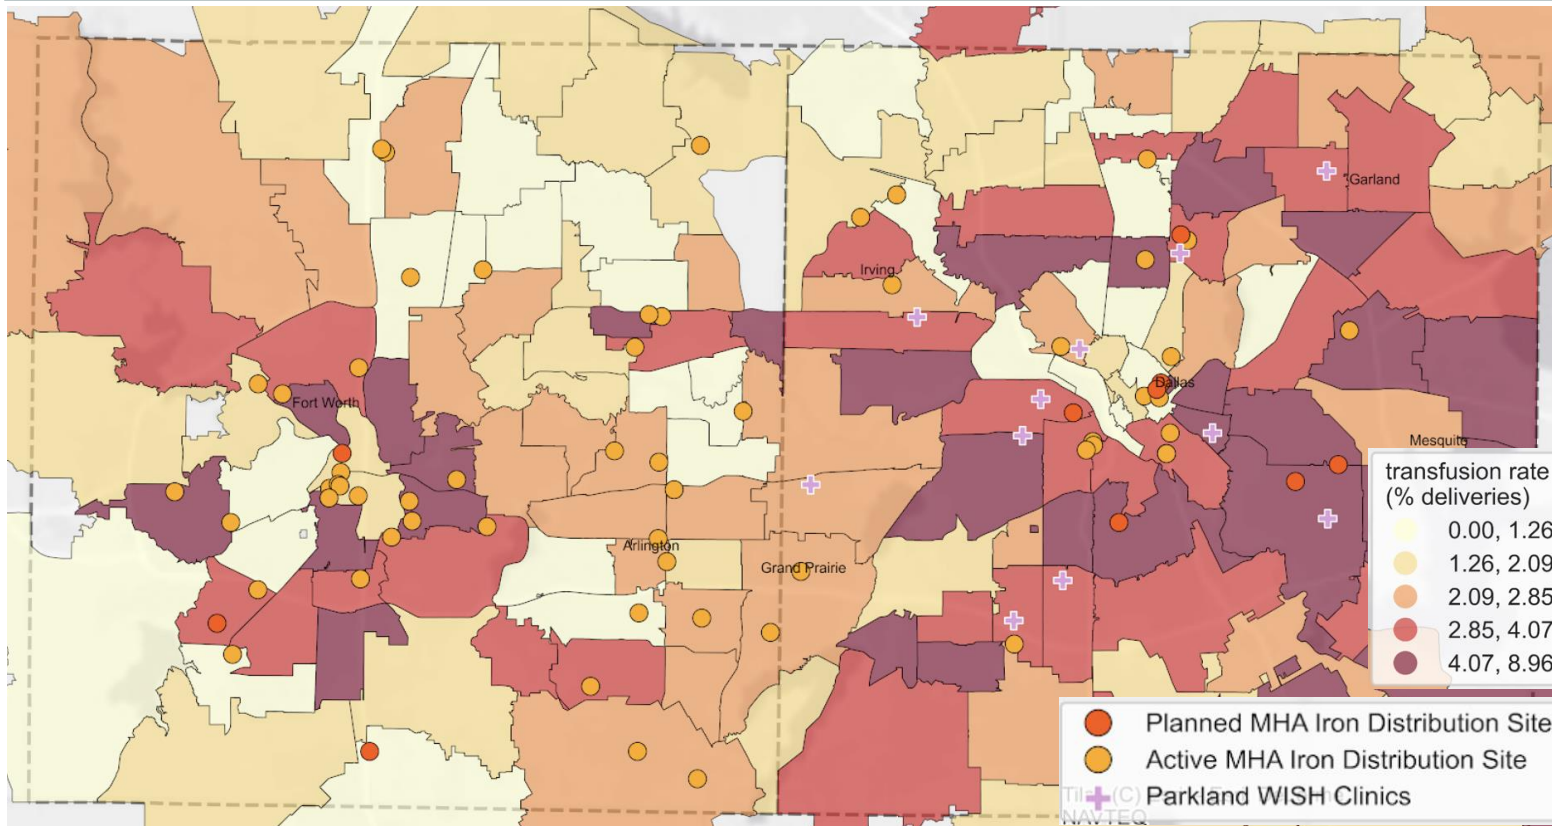 Garland
Irving
Dallas
Fort Worth
Mesquite
transfusion rate
(% deliveries)
0.00, 1.26
1.26, 2.09
2.09, 2.85
2.85, 4.07
4.07, 8.96
Arlington
Grand Prairie
Planned MHA Iron Distribution Site
Active MHA Iron Distribution Site
Parkland WISH Clinics
(C)
NAVTEQ